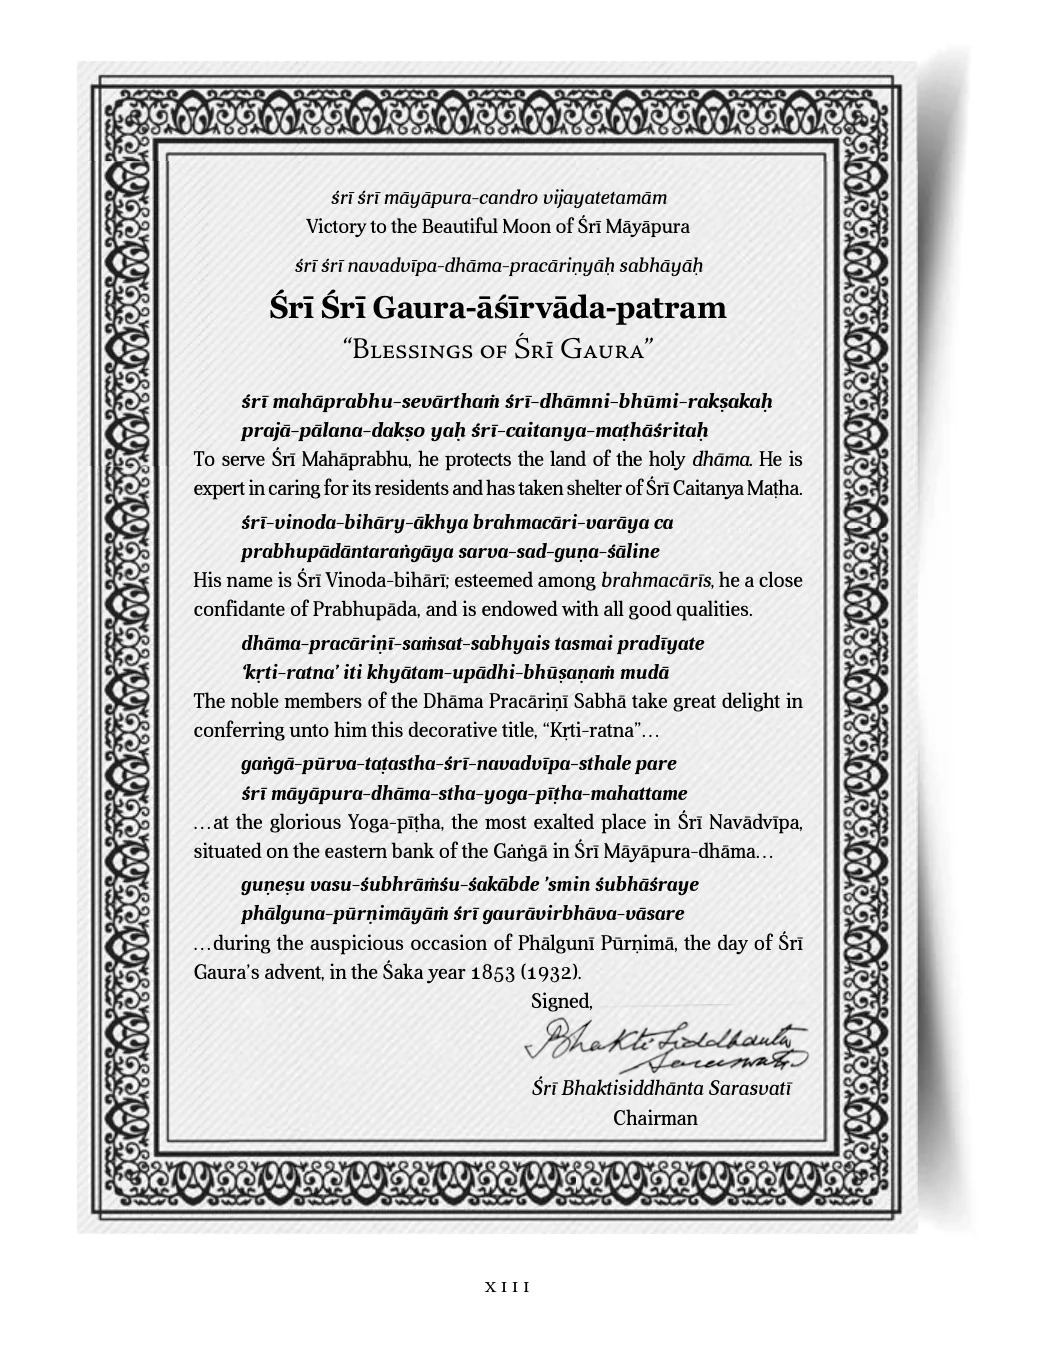 śrī śrī māyāpura-candro vijayatetamām
Victory to the Beautiful Moon of Śrī Māyāpura
śrī śrī navadvīpa-dhāma-pracāriṇyāḥ sabhāyāḥ
Śrī Śrī Gaura-āśīrvāda-patram
“Blessings of Śrī Gaura”
śrī mahāprabhu-sevārthaṁ śrī-dhāmni-bhūmi-rakṣakaḥ
prajā-pālana-dakṣo yaḥ śrī-caitanya-maṭhāśritaḥ
To serve Śrī Mahāprabhu, he protects the land of the holy dhāma. He is
expert in caring for its residents and has taken shelter of Śrī Caitanya Maṭha.
śrī-vinoda-bihāry-ākhya brahmacāri-varāya ca
prabhupādāntaraṅgāya sarva-sad-guṇa-śāline
His name is Śrī Vinoda-bihārī; esteemed among brahmacārīs, he a close
confidante of Prabhupāda, and is endowed with all good qualities.
dhāma-pracāriṇī-saṁsat-sabhyais tasmai pradīyate
‘kṛti-ratna’ iti khyātam-upādhi-bhūṣaṇaṁ mudā
The noble members of the Dhāma Pracāriṇī Sabhā take great delight in
conferring unto him this decorative title, “Kṛti-ratna”…
gaṅgā-pūrva-taṭastha-śrī-navadvīpa-sthale pare
śrī māyāpura-dhāma-stha-yoga-pīṭha-mahattame
…at the glorious Yoga-pīṭha, the most exalted place in Śrī Navādvīpa,
situated on the eastern bank of the Gaṅgā in Śrī Māyāpura-dhāma…
guṇeṣu vasu-śubhrāṁśu-śakābde ’smin śubhāśraye
phālguna-pūrṇimāyāṁ śrī gaurāvirbhāva-vāsare
…during the auspicious occasion of Phālgunī Pūrṇimā, the day of Śrī
Gaura’s advent, in the Śaka year 1853 (1932).
Signed,
Bhakti Siddhanta
Saraswati
Śrī Bhaktisiddhānta Sarasvatī
Chairman
XIII